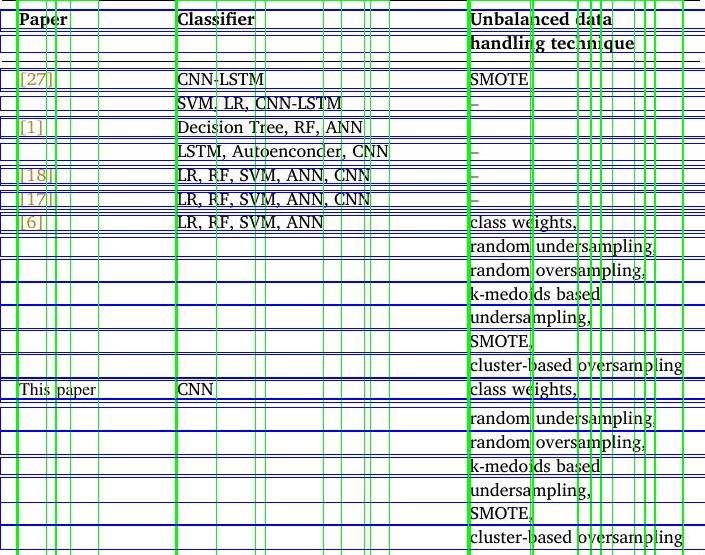 Paper Classifier Unbalanced data
handling technique
[27] CNN-LSTM SMOTE
SVM, LR, CNN-LSTM –
[1] Decision Tree, RF, ANN
LSTM, Autoenconder, CNN –
[18] LR, RF, SVM, ANN, CNN –
[17] LR, RF, SVM, ANN, CNN –
[6] LR, RF, SVM, ANN class weights,
random undersampling,
random oversampling,
k-medoids based
undersampling,
SMOTE,
cluster-based oversampling
This paper CNN class weights,
random undersampling,
random oversampling,
k-medoids based
undersampling,
SMOTE,
cluster-based oversampling